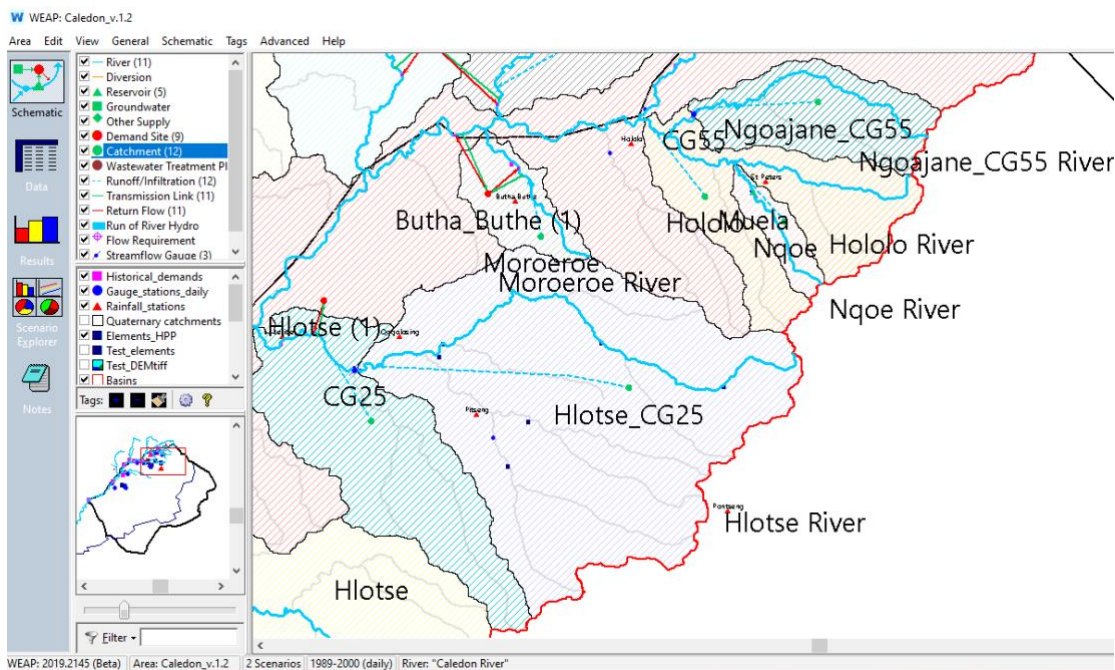 WEAP: Caledon_v.1.2
Area Edit View General Schematic Tags Advanced Help
Schematic
Data
Results
Scenario Explorer
Notes
River (11)
Diversion
Reservoir (5)
Groundwater
Other Supply
Demand Site (9)
Catchment (12)
Wastewater Treatment Pl
Runoff/Infiltration (12)
Transmission Link (11)
Return Flow (11)
Run of River Hydro
Flow Requirement
Streamflow Gauge (3)
Historical_demands
Gauge_stations_daily
Rainfall_stations
Quaternary catchments
Elements_HPP
Test_elements
Test_DEMtiff
Basins
Tags:
Filter
Ngoajane_CG55
CG55
Ngoajane_CG55 River
St Peters
Butha_Buthe (1)
Butha Buthe
Hololo
Muela
Nqoe
Hololo River
Moroeroe
Moroeroe River
Nqoe River
Hlotse (1)
CG25
Pitseng
Hlotse_CG25
Hlotse River
Hlotse
WEAP: 2019.2145 (Beta) Area: Caledon_v.1.2 2 Scenarios 1989-2000 (daily) River: "Caledon River"